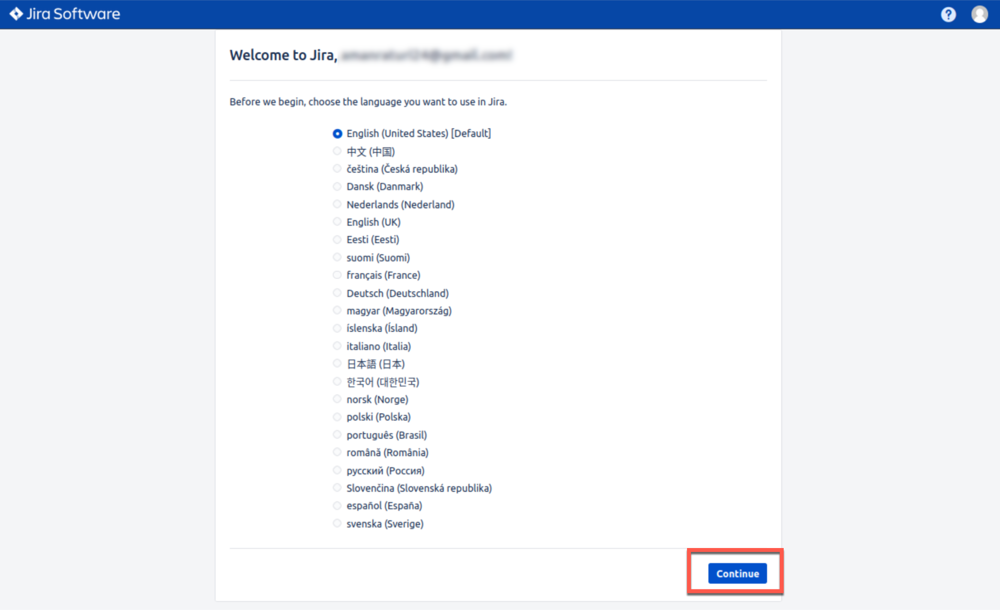 Jira Software
?
Welcome to Jira,
Before we begin, choose the language you want to use in Jira.
English (United States) [Default]
中文 (中国)
čeština (Česká republika)
Dansk (Danmark)
Nederlands (Nederland)
English (UK)
Eesti (Eesti)
suomi (Suomi)
français (France)
Deutsch (Deutschland)
magyar (Magyarország)
íslenska (Ísland)
italiano (Italia)
日本語 (日本)
한국어 (대한민국)
norsk (Norge)
polski (Polska)
português (Brasil)
română (România)
русский (Россия)
Slovenčina (Slovenská republika)
español (España)
svenska (Sverige)
Continue